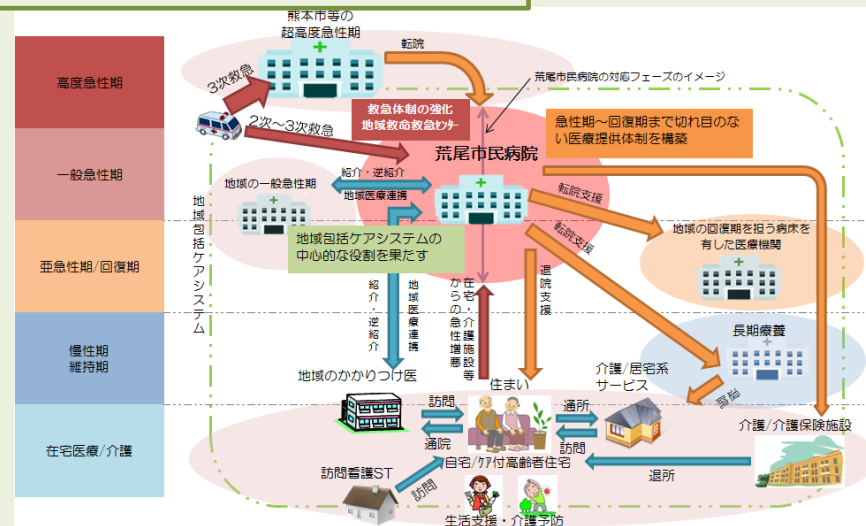 熊本市等の
超高度急性期
転院
荒尾市民病院の対応フェーズのイメージ
高度急性期
3次救急
2次~3次救急
救急体制の強化
地域救命救急ｾﾝﾀｰ
急性期~回復期まで切れ目のな
い医療提供体制を構築
荒尾市民病院
一般急性期
地域の一般急性期
紹介・逆紹介
地域医療連携
転院支援
転院支援
地域の回復期を担う病床を
有した医療機関
地域包括ケアシステム
地域包括ケアシステムの
中心的な役割を果たす
亜急性期/回復期
紹介・逆紹介
地域医療連携
在宅・介護施設等
からの急性増悪
退院支援
慢性期
維持期
長期療養
地域のかかりつけ医
住まい
介護/居宅系
サービス
訪問
通院
通所
訪問
介護/介護保険施設
在宅医療/介護
自宅/ｹｱ付高齢者住宅
訪問看護ST
訪問
退所
生活支援・介護予防